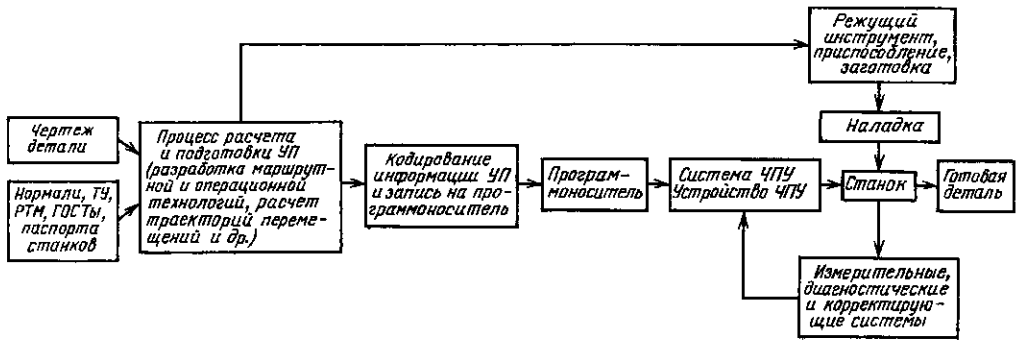 Режущий
инструмент,
приспособление,
заготовка
Наладка
Чертеж
детали
Нормали, ТУ,
РТМ, ГОСТы,
паспорта
станков
Процесс расчета
и подготовки УП
(разработка маршрут-
ной и операционной
технологий, расчет
траекторий переме-
щений и др.)
Кодирование
информации УП
и запись на про-
граммоноситель
Програм-
моноситель
Система ЧПУ
Устройство ЧПУ
Станок
Готовая
деталь
Измерительные,
диагностические
и корректирую-
щие системы